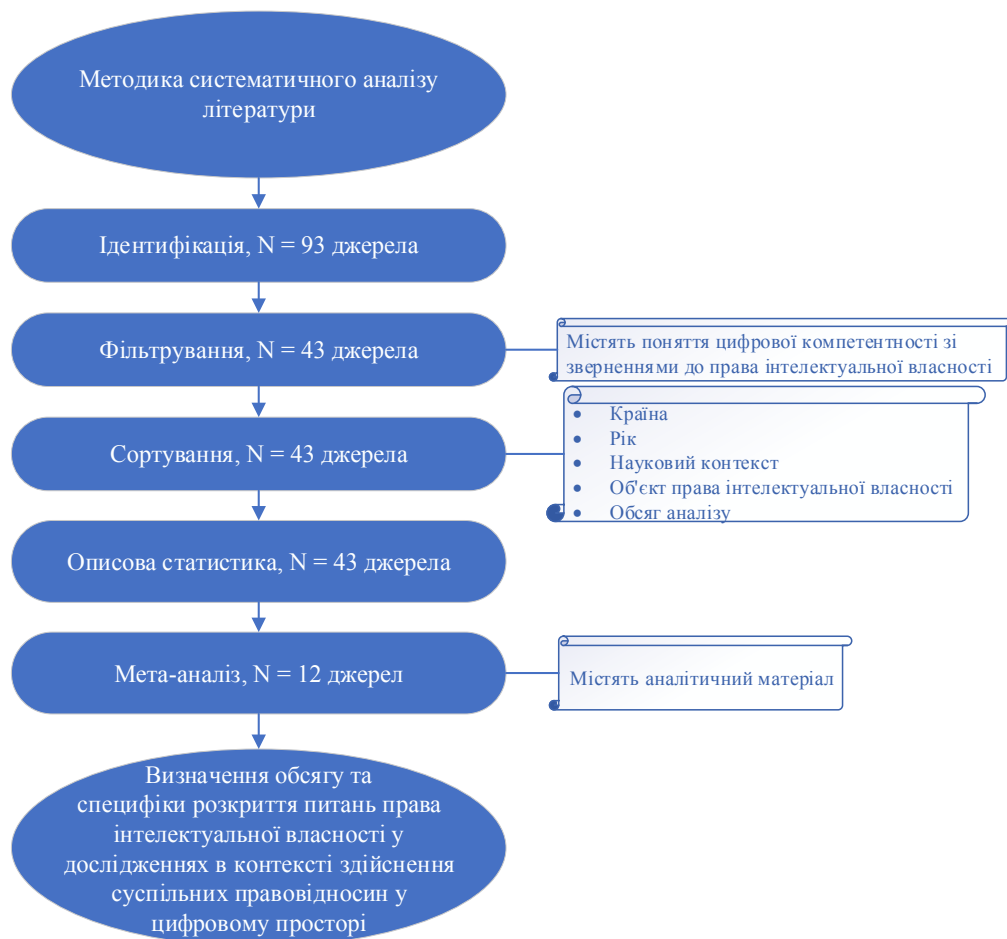 Методика систематичного аналізу
літератури
Ідентифікація, N = 93 джерела
Фільтрування, N = 43 джерела
Містять поняття цифрової компетентності зі
зверненнями до права інтелектуальної власності
Сортування, N = 43 джерела
• Країна
• Рік
• Науковий контекст
• Об'єкт права інтелектуальної власності
• Обсяг аналізу
Описова статистика, N = 43 джерела
Мета-аналіз, N = 12 джерел
Містять аналітичний матеріал
Визначення обсягу та
специфіки розкриття питань права
інтелектуальної власності у
дослідженнях в контексті здійснення
суспільних правовідносин у
цифровому просторі